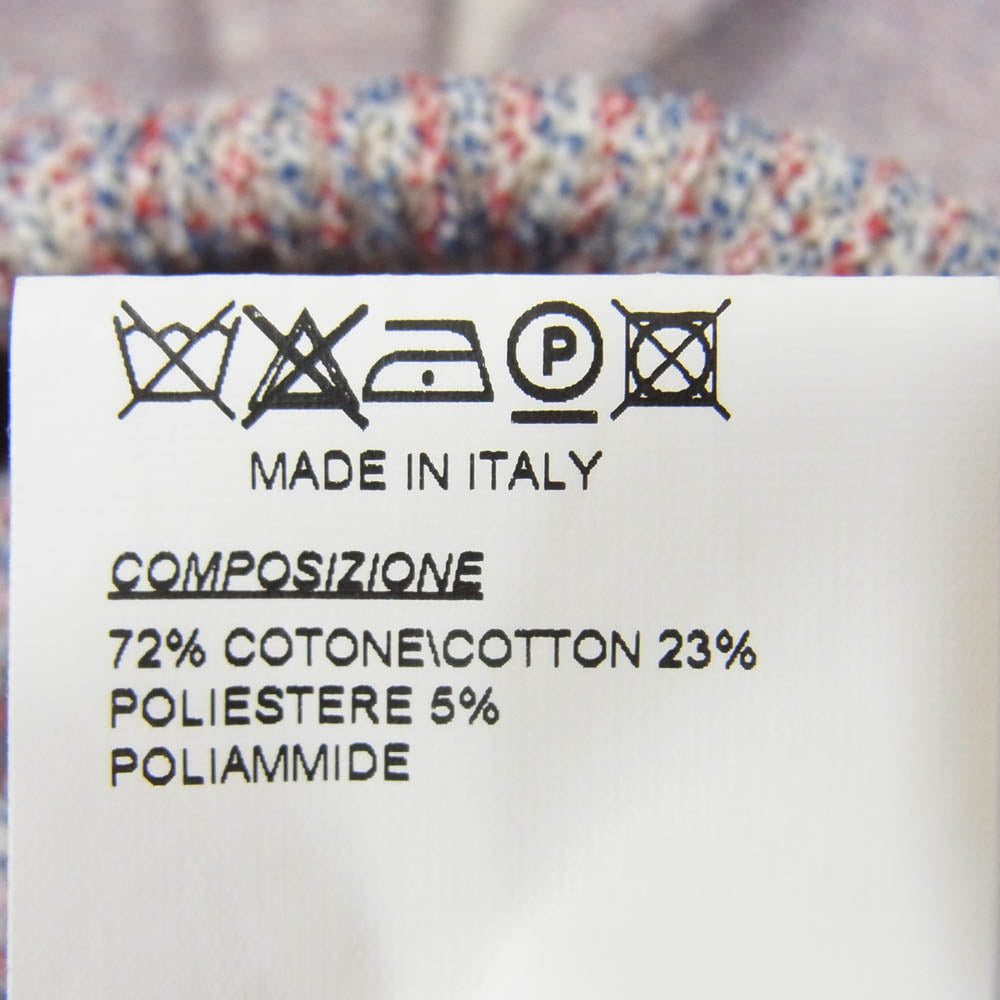 P
MADE IN ITALY
COMPOSIZIONE
72% COTONE\COTTON 23%
POLIESTERE 5%
POLIAMMIDE